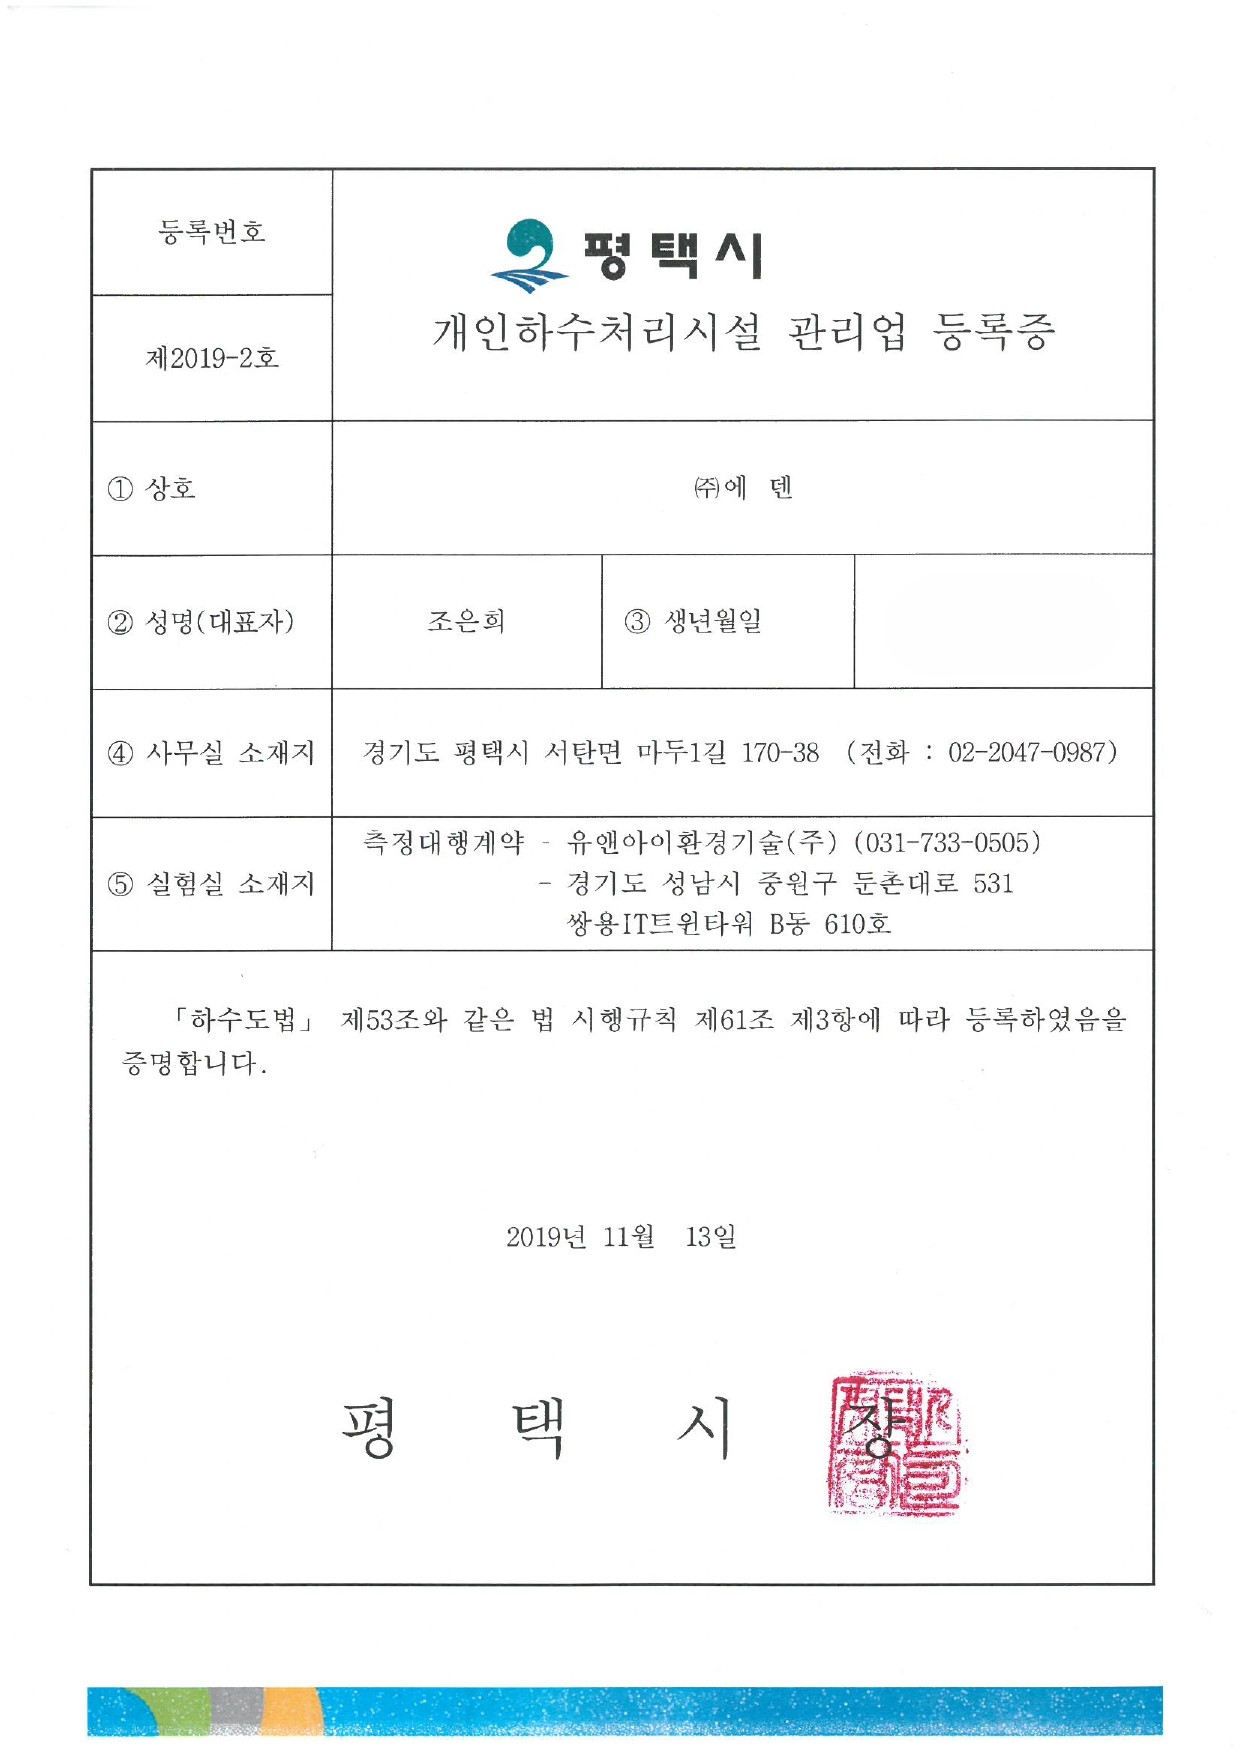 등록번호
평택시
개인하수처리시설 관리업 등록증
제2019-2호
① 상호
㈜에 덴
② 성명(대표자)
조은희
③ 생년월일
④ 사무실 소재지
경기도 평택시 서탄면 마두1길 170-38 (전화 : 02-2047-0987)
⑤ 실험실 소재지
측정대행계약 - 유앤아이환경기술(주) (031-733-0505)
- 경기도 성남시 중원구 둔촌대로 531
쌍용IT트윈타워 B동 610호
「하수도법」 제53조와 같은 법 시행규칙 제61조 제3항에 따라 등록하였음을
증명합니다.
2019년 11월 13일
평 택 시 장